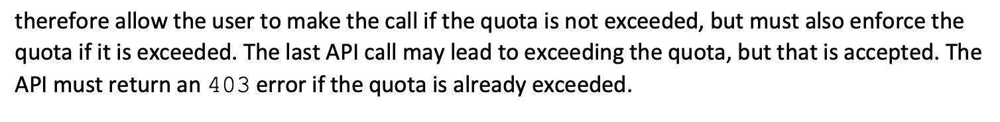 therefore allow the user to make the call if the quota is not exceeded, but must also enforce the
quota if it is exceeded. The last API call may lead to exceeding the quota, but that is accepted. The
API must return an 403 error if the quota is already exceeded.